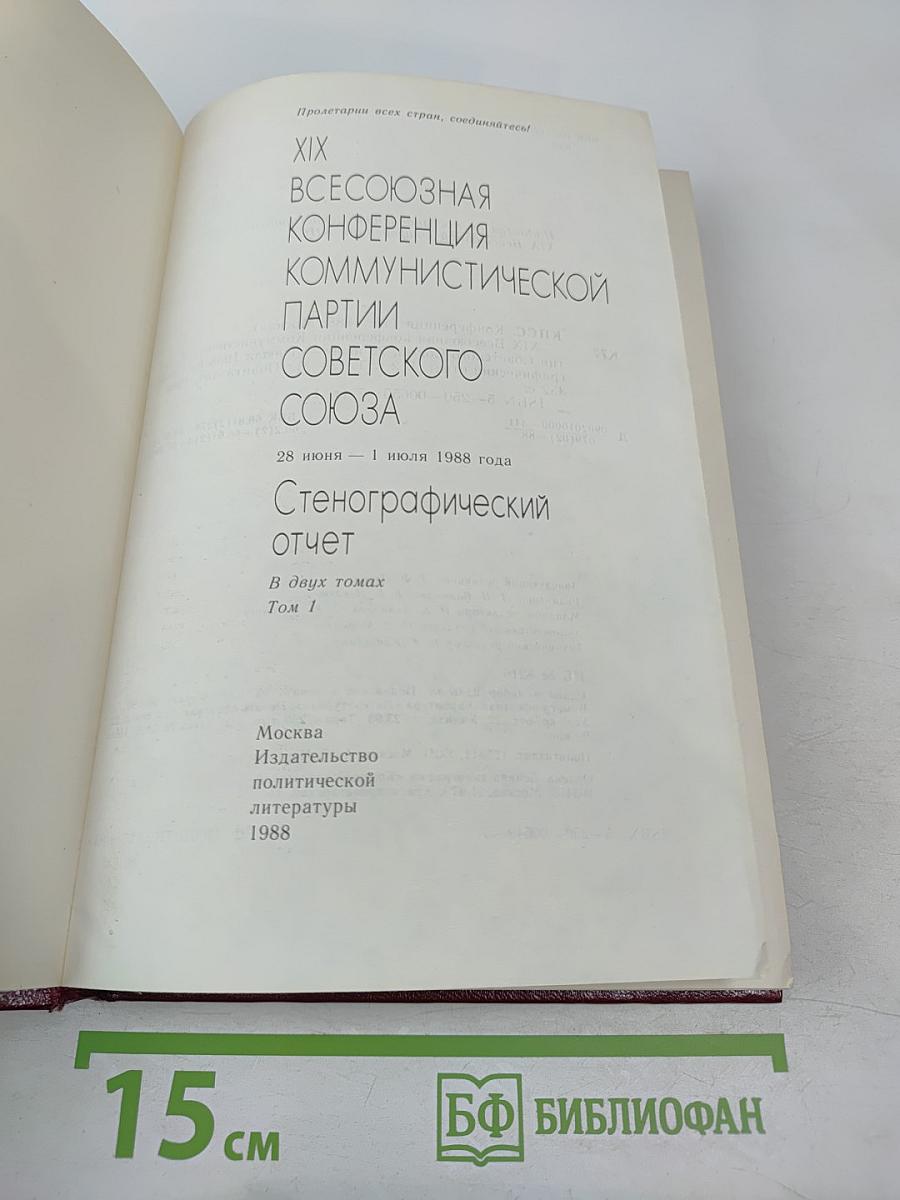 Пролетарии всех стран, соединяйтесь!
XIX
ВСЕСОЮЗНАЯ
КОНФЕРЕНЦИЯ
КОММУНИСТИЧЕСКОЙ
ПАРТИИ
СОВЕТСКОГО
СОЮЗА
28 июня — 1 июля 1988 года
Стенографический
отчет
В двух томах
Том 1
Москва
Издательство
политической
литературы
1988
15 см
БФ БИБЛИОФАН